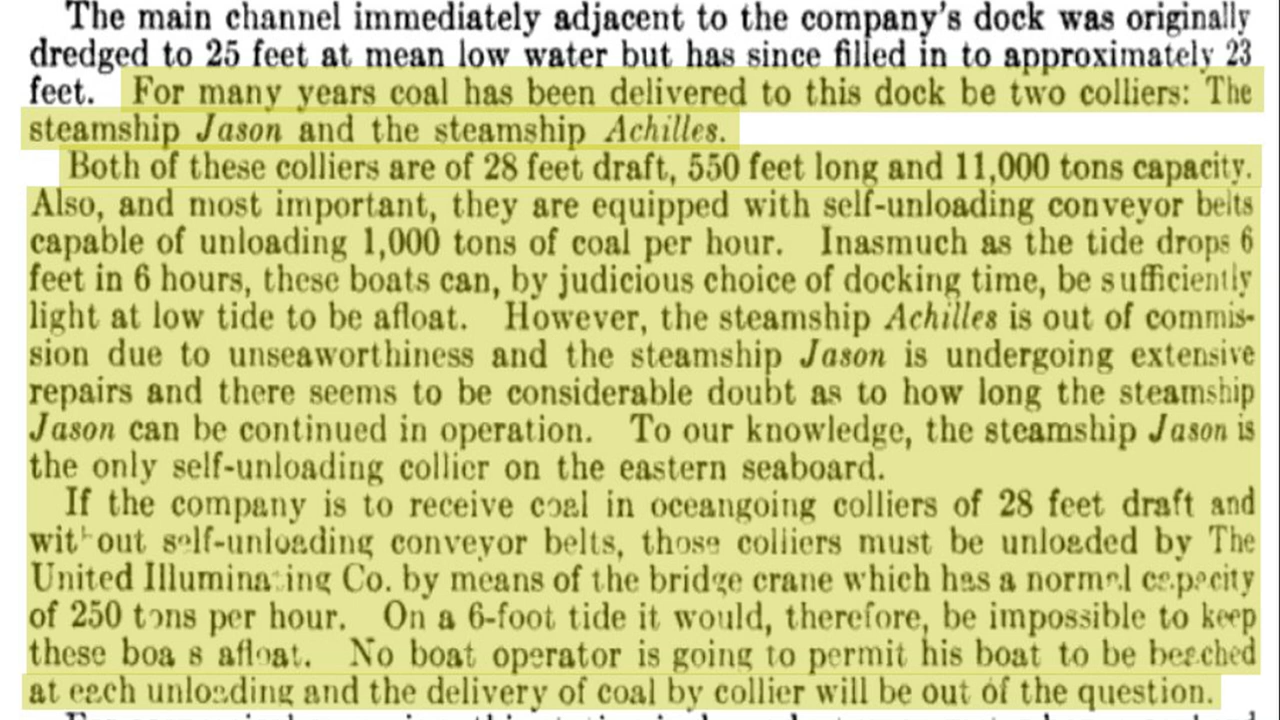 The main channel immediately adjacent to the company's dock was originally
dredged to 25 feet at mean low water but has since filled in to approximately 23
feet. For many years coal has been delivered to this dock be two colliers: The
steamship Jason and the steamship Achilles.
Both of these colliers are of 28 feet draft, 550 feet long and 11,000 tons capacity.
Also, and most important, they are equipped with self-unloading conveyor belts
capable of unloading 1,000 tons of coal per hour. Inasmuch as the tide drops 6
feet in 6 hours, these boats can, by judicious choice of docking time, be sufficiently
light at low tide to be afloat. However, the steamship Achilles is out of commis-
sion due to unseaworthiness and the steamship Jason is undergoing extensive
repairs and there seems to be considerable doubt as to how long the steamship
Jason can be continued in operation. To our knowledge, the steamship Jason is
the only self-unloading collier on the eastern seaboard.
If the company is to receive coal in oceangoing colliers of 28 feet draft and
without self-unloading conveyor belts, those colliers must be unloaded by The
United Illuminating Co. by means of the bridge crane which has a normal capacity
of 250 tons per hour. On a 6-foot tide it would, therefore, be impossible to keep
these boa s afloat. No boat operator is going to permit his boat to be beached
at each unloading and the delivery of coal by collier will be out of the question.